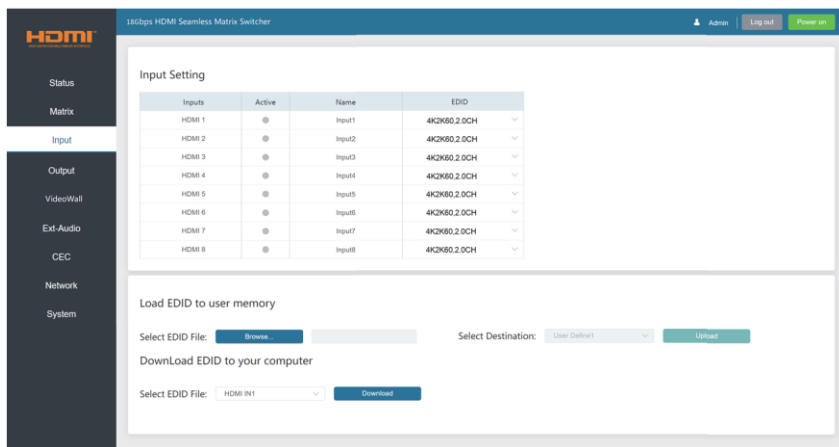 HDMI
18Gbps HDMI Seamless Matrix Switcher
Admin
Log out
Power on
Status
Matrix
Input
Output
VideoWall
Ext-Audio
CEC
Network
System
Input Setting
Inputs Active Name EDID
HDMI 1 Input1 4K2K60,2.0CH
HDMI 2 Input2 4K2K60,2.0CH
HDMI 3 Input3 4K2K60,2.0CH
HDMI 4 Input4 4K2K60,2.0CH
HDMI 5 Input5 4K2K60,2.0CH
HDMI 6 Input6 4K2K60,2.0CH
HDMI 7 Input7 4K2K60,2.0CH
HDMI 8 Input8 4K2K60,2.0CH
Load EDID to user memory
Select EDID File: Browse... Select Destination: User Define1 Upload
DownLoad EDID to your computer
Select EDID File: HDMI IN1 Download